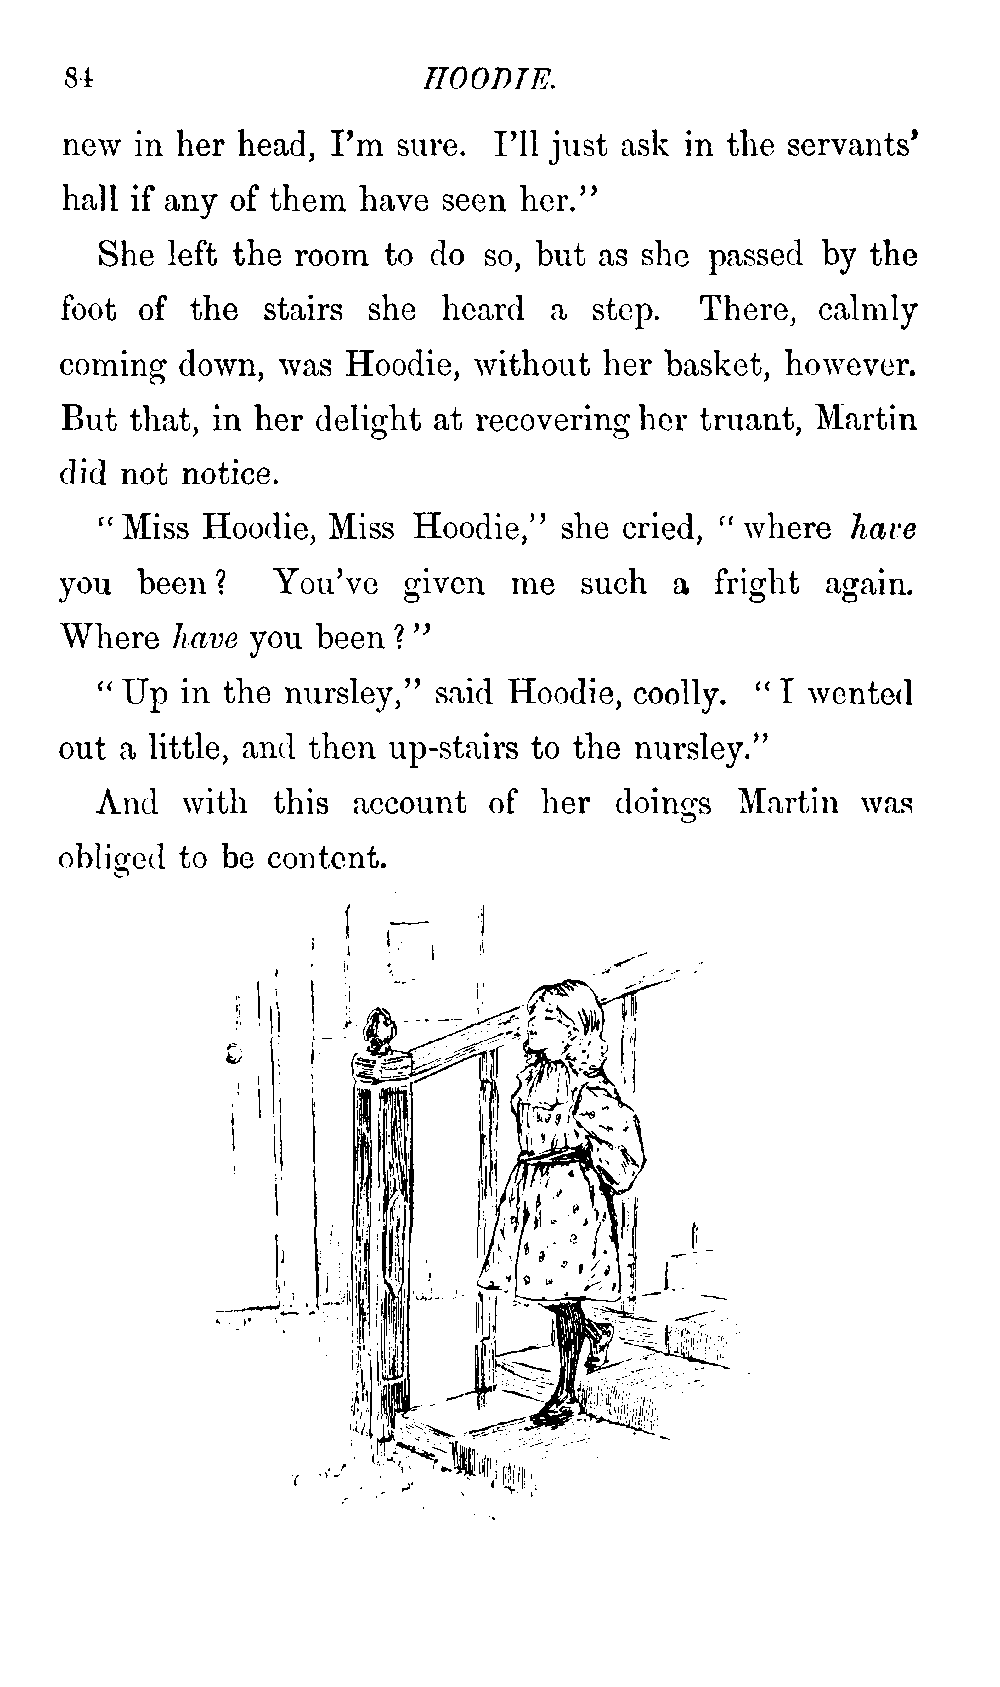 84 HOODIE.
new in her head, I'm sure. I'll just ask in the servants'
hall if any of them have seen her."
She left the room to do so, but as she passed by the
foot of the stairs she heard a step. There, calmly
coming down, was Hoodie, without her basket, however.
But that, in her delight at recovering her truant, Martin
did not notice.
"Miss Hoodie, Miss Hoodie," she cried, "where have
you been? You've given me such a fright again.
Where have you been?"
"Up in the nursley," said Hoodie, coolly. "I wented
out a little, and then up-stairs to the nursley."
And with this account of her doings Martin was
obliged to be content.